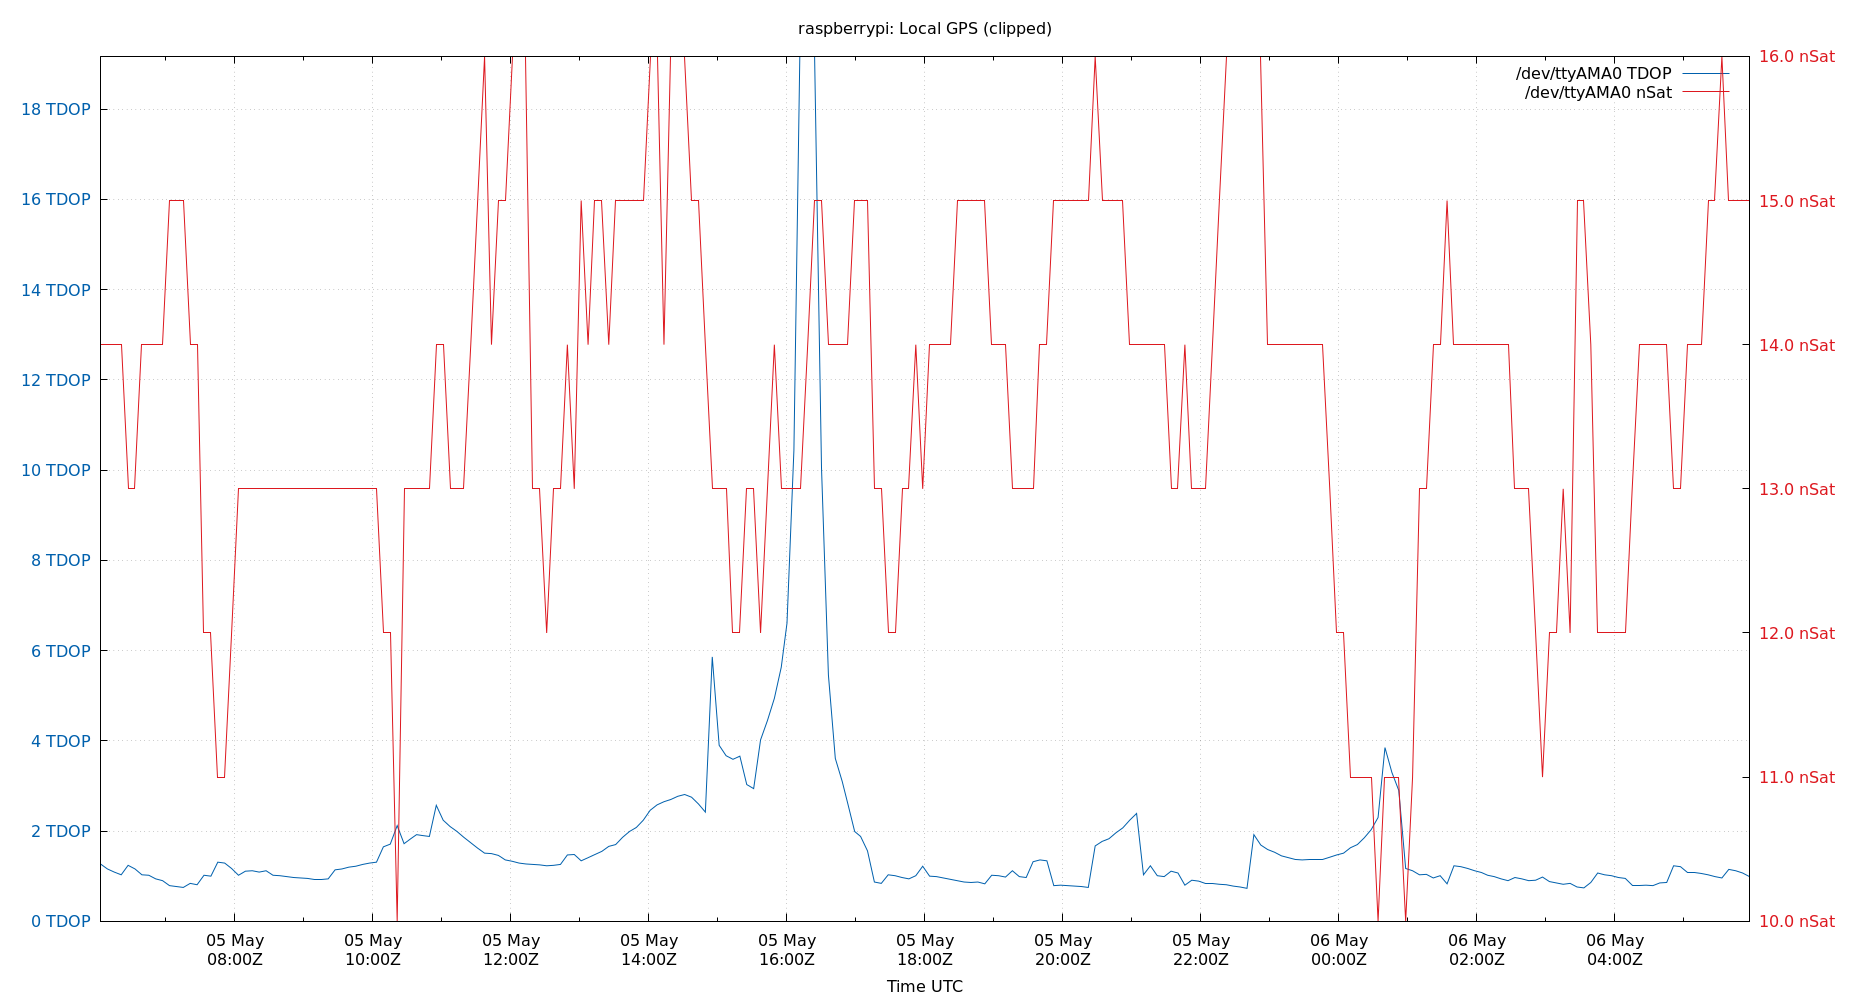 raspberrypi: Local GPS (clipped)
/dev/ttyAMA0 TDOP
/dev/ttyAMA0 nSat
18 TDOP
16 TDOP
14 TDOP
12 TDOP
10 TDOP
8 TDOP
6 TDOP
4 TDOP
2 TDOP
0 TDOP
16.0 nSat
15.0 nSat
14.0 nSat
13.0 nSat
12.0 nSat
11.0 nSat
10.0 nSat
05 May
08:00Z
05 May
10:00Z
05 May
12:00Z
05 May
14:00Z
05 May
16:00Z
05 May
18:00Z
05 May
20:00Z
05 May
22:00Z
06 May
00:00Z
06 May
02:00Z
06 May
04:00Z
Time UTC